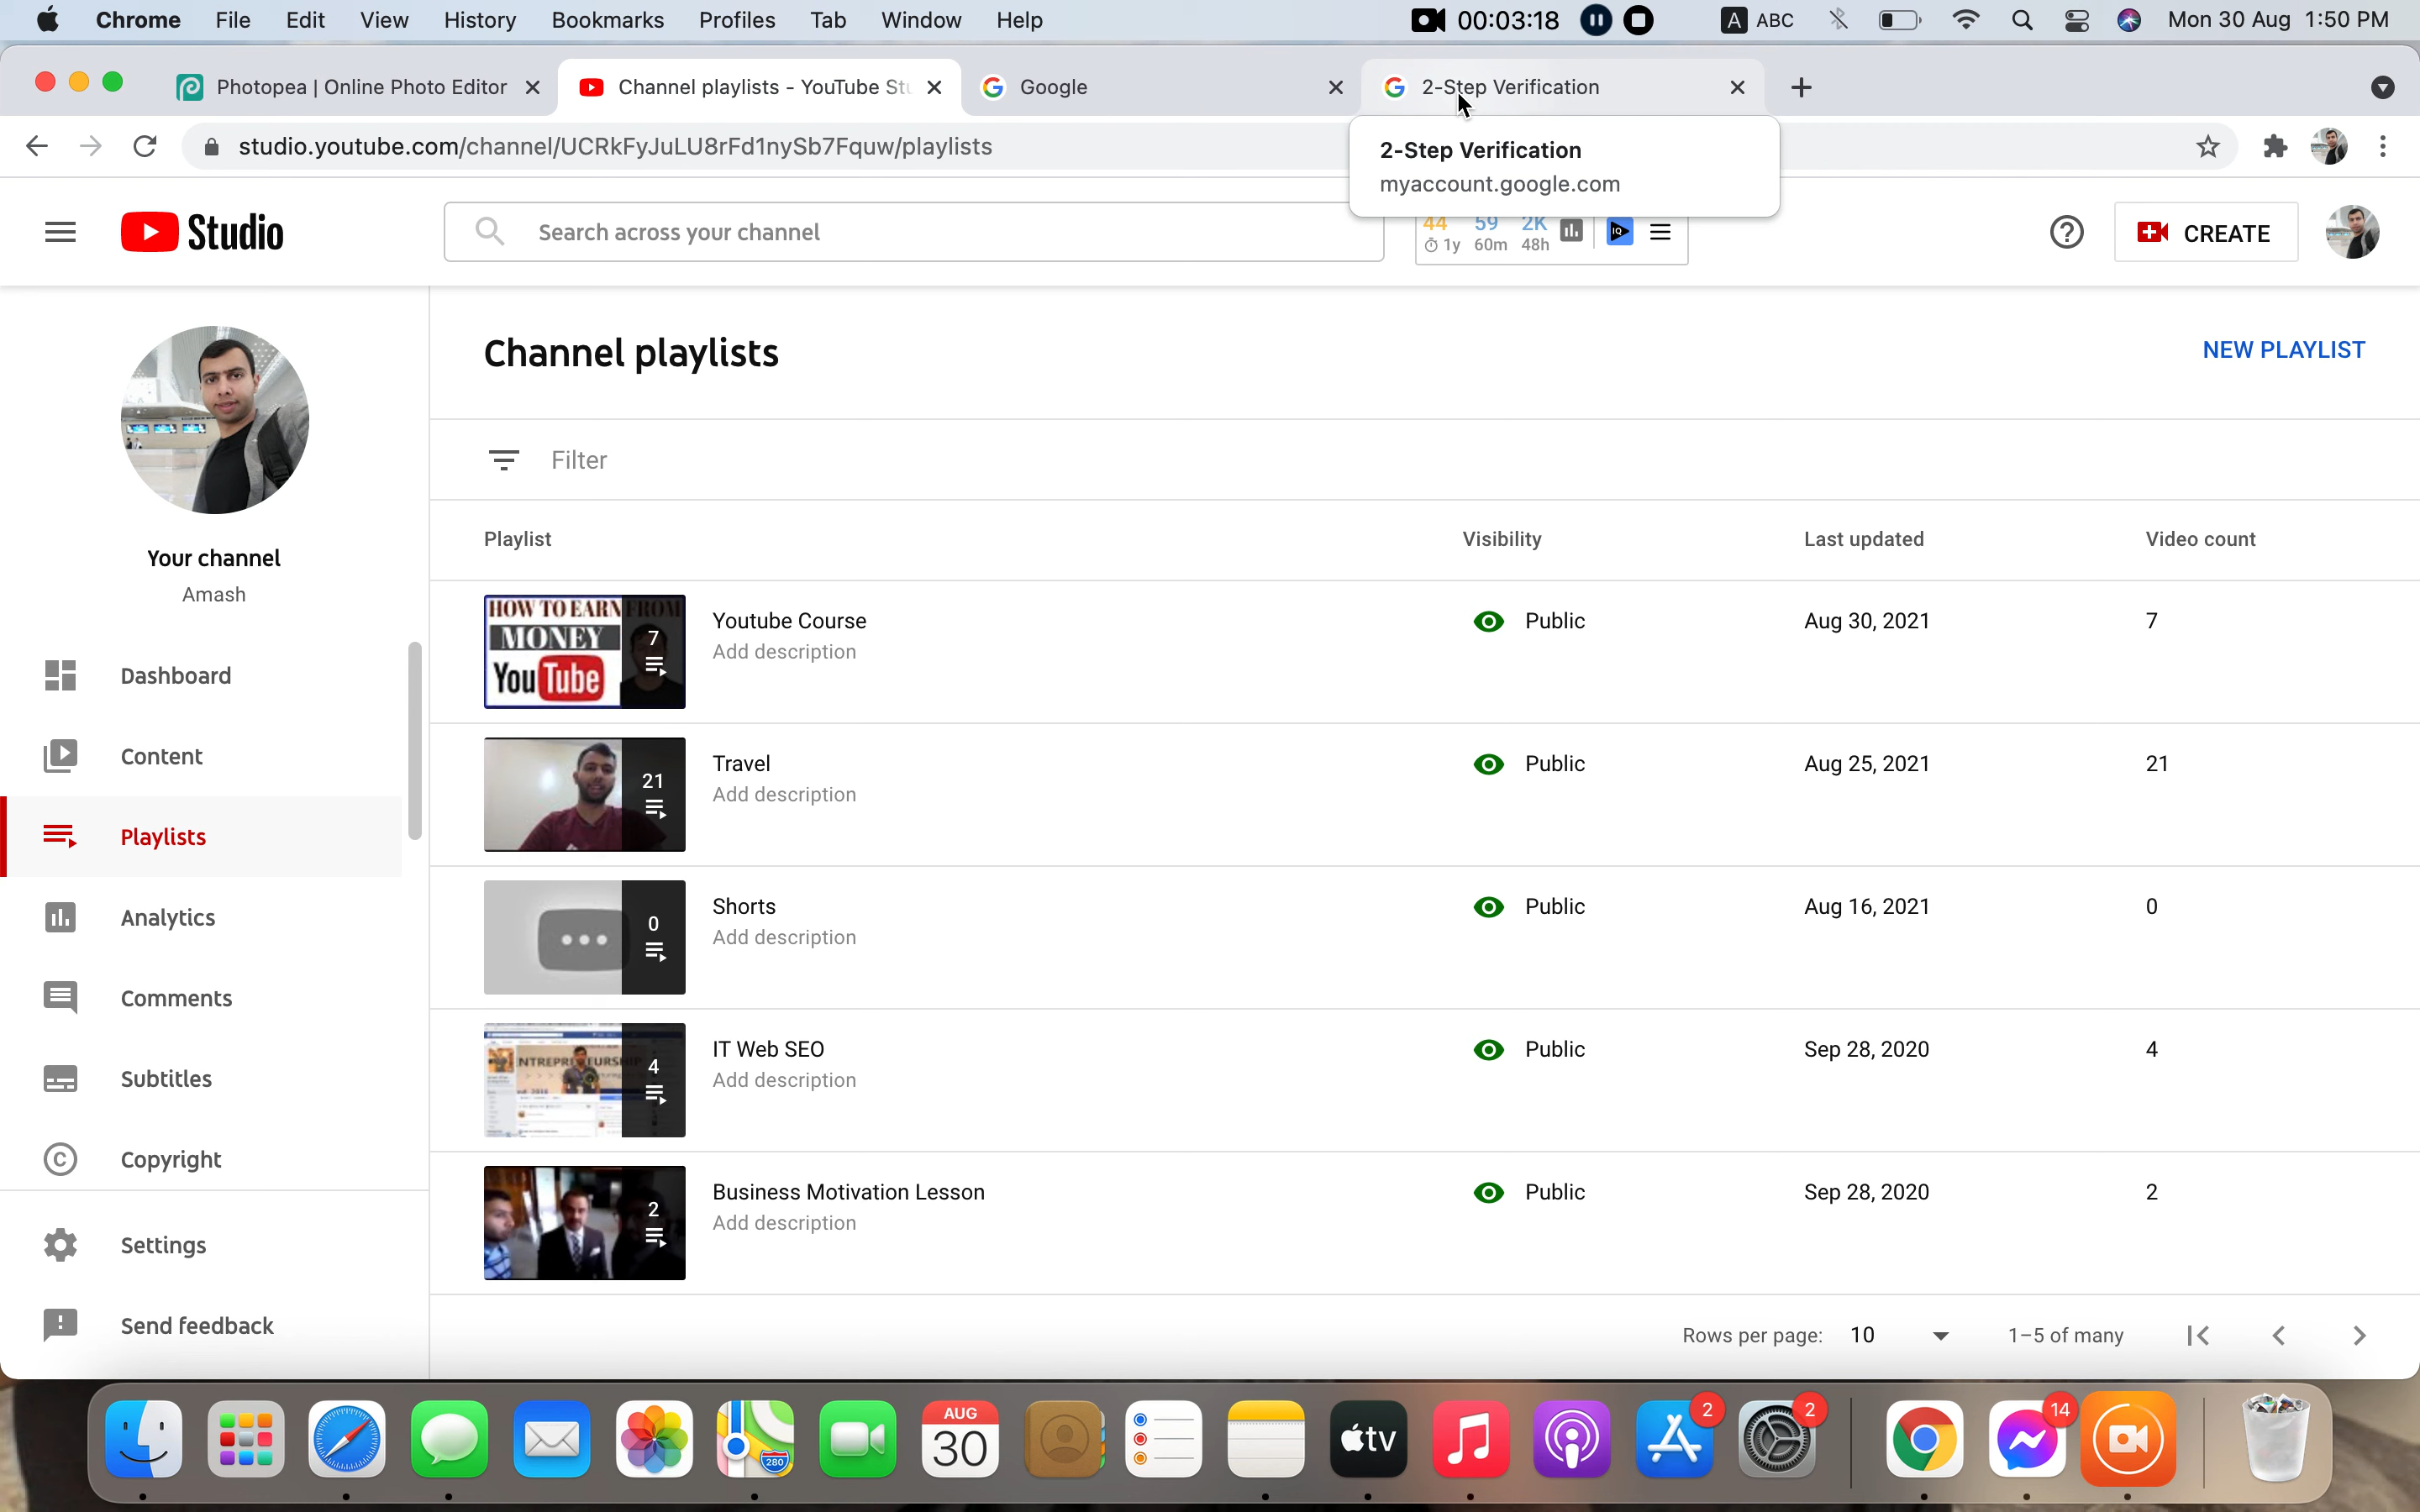 Chrome File Edit View History Bookmarks Profiles Tab Window Help 00:03:18 A ABC Mon 30 Aug 1:50 PM
Photopea | Online Photo Editor Channel playlists - YouTube Stu Google 2-Step Verification
studio.youtube.com/channel/UCRkFyJuLU8rFd1nySb7Fquw/playlists
2-Step Verification
myaccount.google.com
Studio Search across your channel 44 59 2K IQ CREATE
1y 60m 48h
Channel playlists NEW PLAYLIST
Filter
Playlist Visibility Last updated Video count
Your channel
Amash
Dashboard
Content
Playlists
Analytics
Comments
Subtitles
Copyright
Settings
Send feedback
HOW TO EARN FROM
MONEY
YouTube
7
Youtube Course Public Aug 30, 2021 7
Add description
21
Travel Public Aug 25, 2021 21
Add description
0
Shorts Public Aug 16, 2021 0
Add description
4
IT Web SEO Public Sep 28, 2020 4
Add description
2
Business Motivation Lesson Public Sep 28, 2020 2
Add description
Rows per page: 10 1–5 of many
280
AUG
30
tv
2
2
14